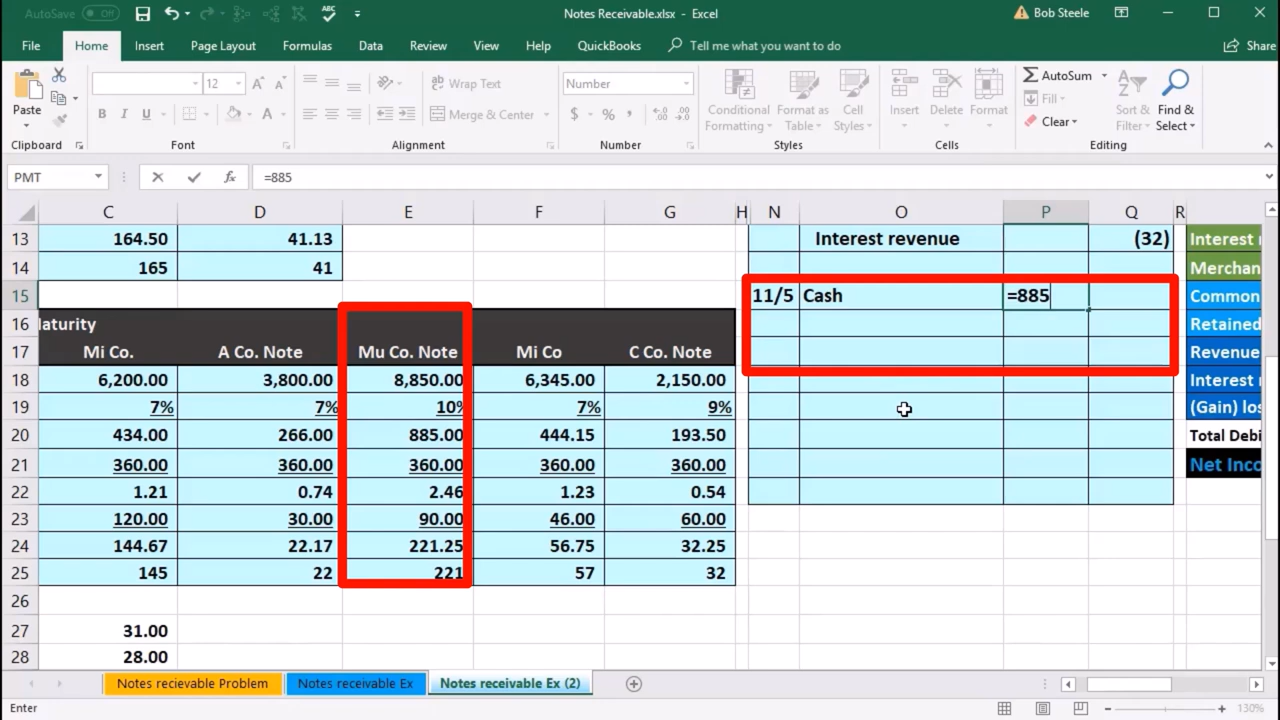 AutoSave Off
Notes Receivable.xlsx - Excel
Bob Steele
File Home Insert Page Layout Formulas Data Review View Help QuickBooks Tell me what you want to do Share
Paste
12
A A
ab Wrap Text
Number
Conditional Formatting
Format as Table
Cell Styles
Insert Delete Format
AutoSum
Fill
Clear
Sort & Filter
Find & Select
B I U
Merge & Center
$ % ,
Clipboard Font Alignment Number Styles Cells Editing
PMT fx =885
C D E F G H N O P Q R
13 164.50 41.13 Interest revenue (32)
14 165 41 Merchan
15 11/5 Cash =885 Common
16 Retained
17 Mi Co. A Co. Note Mu Co. Note Mi Co C Co. Note Revenue
18 6,200.00 3,800.00 8,850.00 6,345.00 2,150.00
19 7% 7% 10% 7% 9% (Gain) los
20 434.00 266.00 885.00 444.15 193.50 Total Debi
21 360.00 360.00 360.00 360.00 360.00 Net Inco
22 1.21 0.74 2.46 1.23 0.54
23 120.00 30.00 90.00 46.00 60.00
24 144.67 22.17 221.25 56.75 32.25
25 145 22 221 57 32
26
27 31.00
28 28.00
Notes recievable Problem Notes receivable Ex Notes receivable Ex (2)
Enter 130%